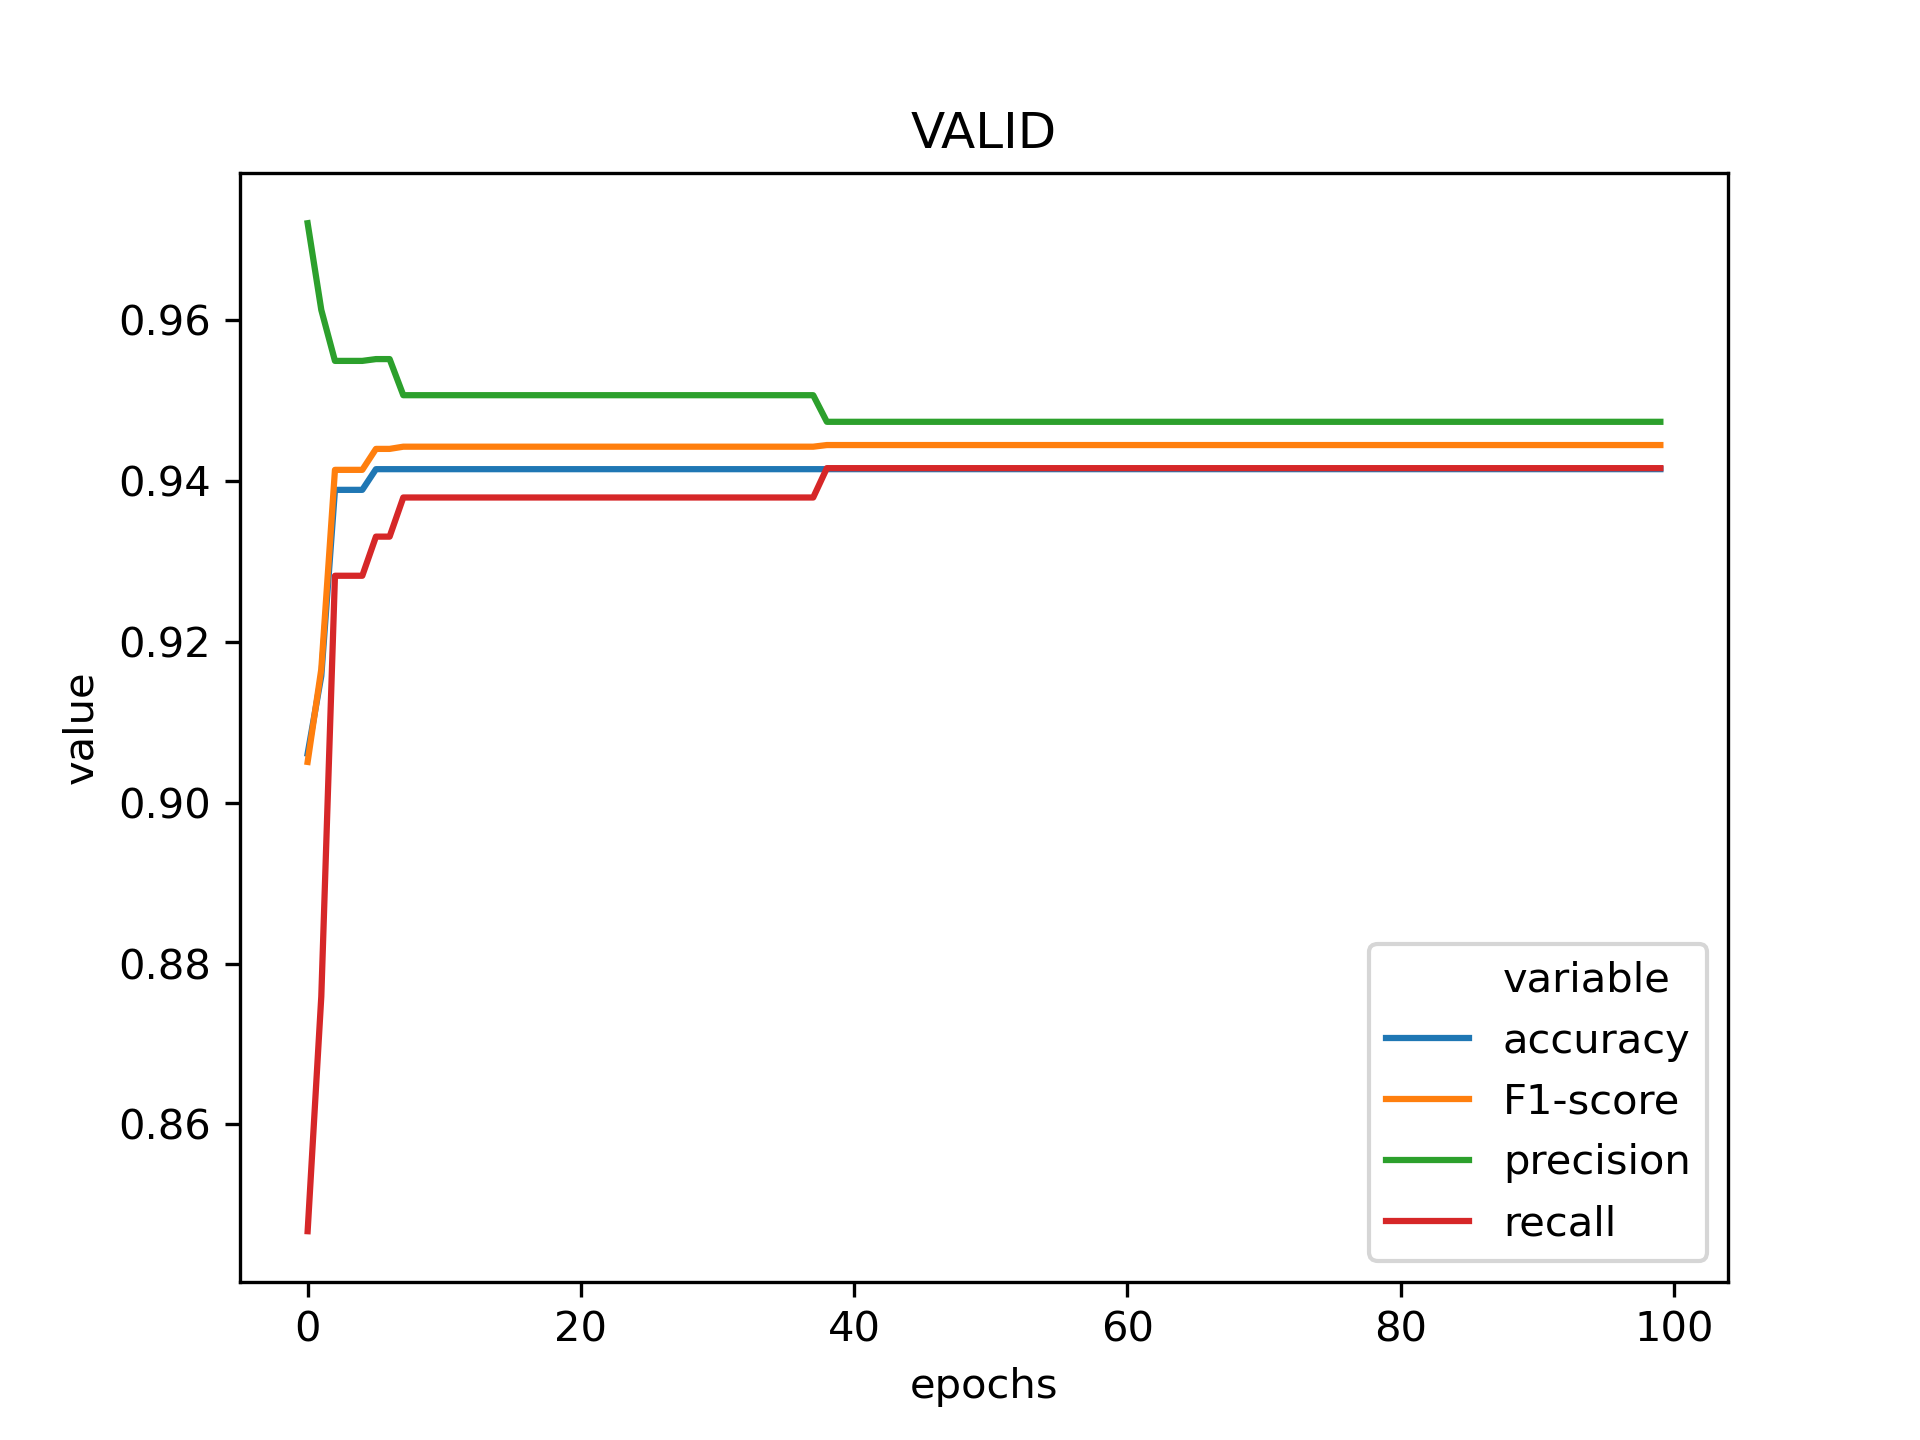 VALID
value
0.96
0.94
0.92
0.90
0.88
0.86
0 20 40 60 80 100
epochs
variable
accuracy
F1-score
precision
recall